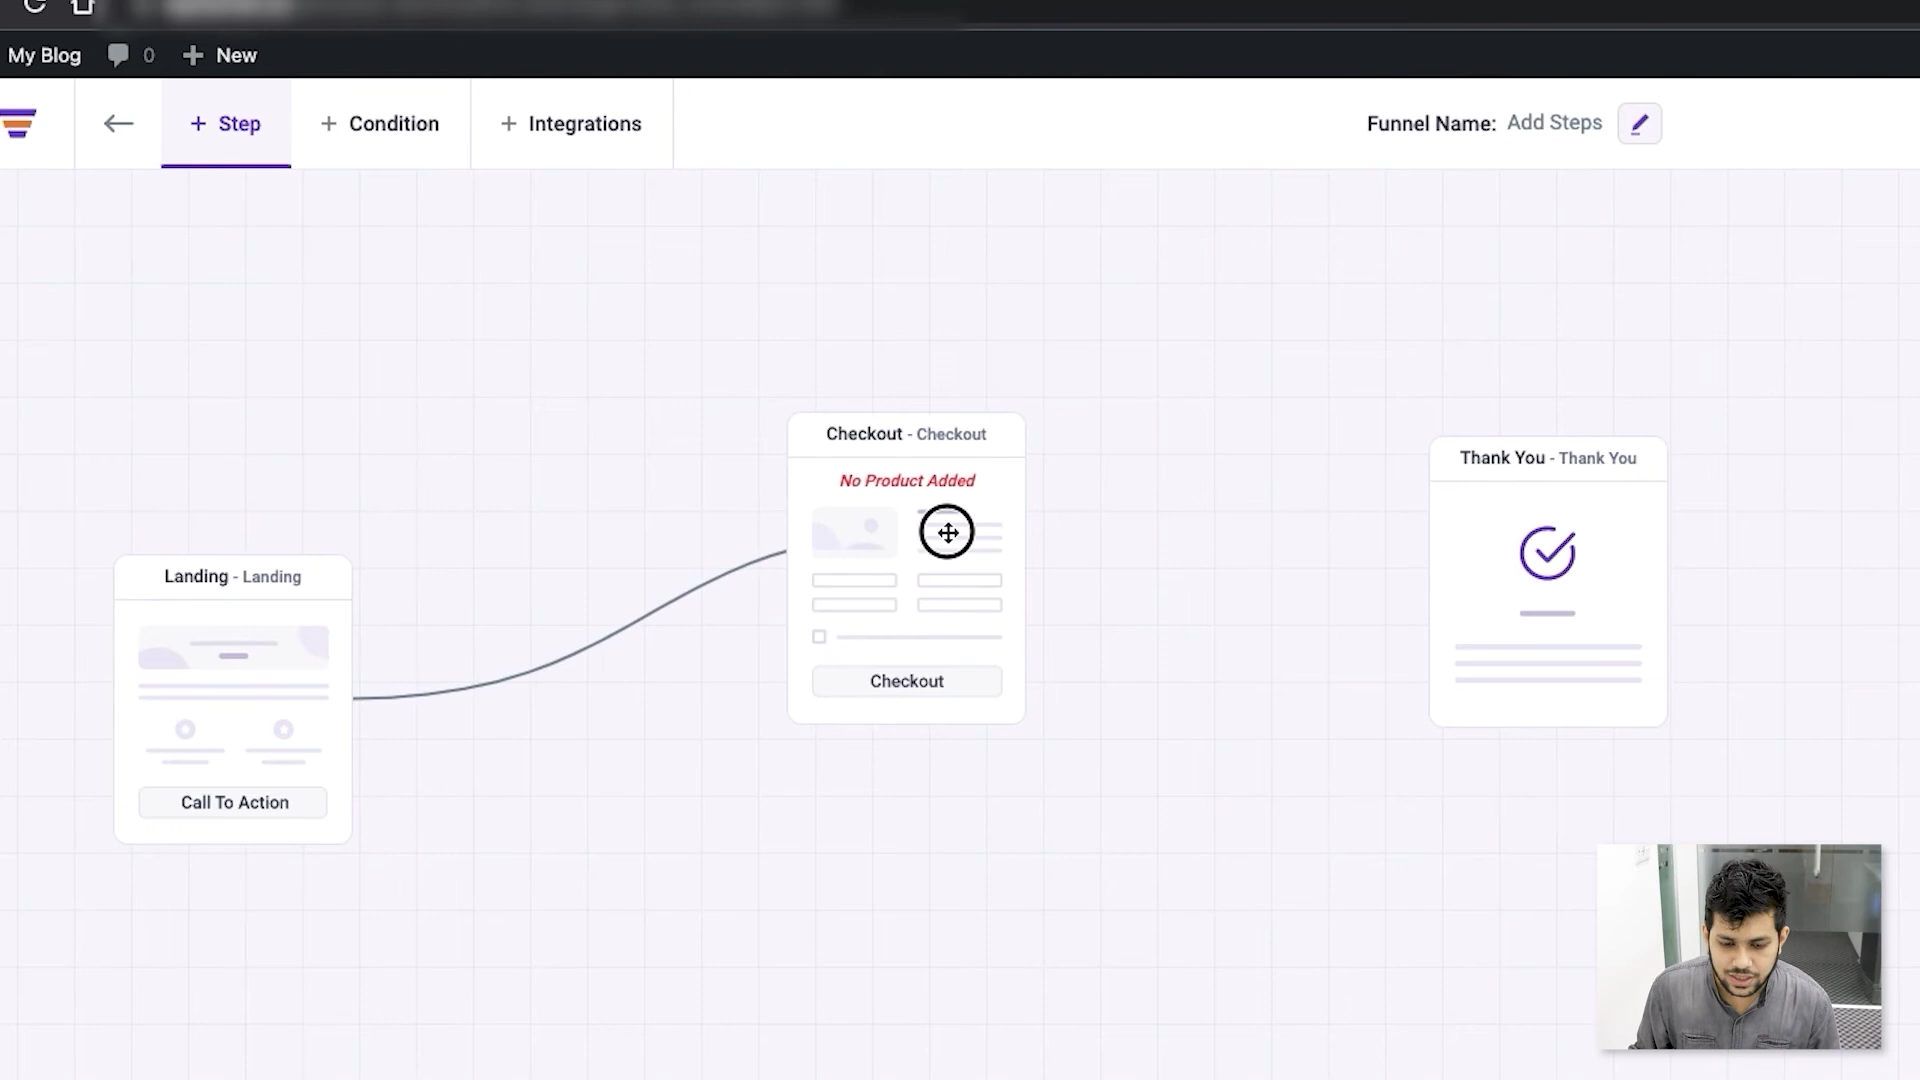 My Blog 0 New
Step Condition Integrations Funnel Name: Add Steps
Checkout - Checkout
No Product Added
Checkout
Thank You - Thank You
Landing - Landing
Call To Action